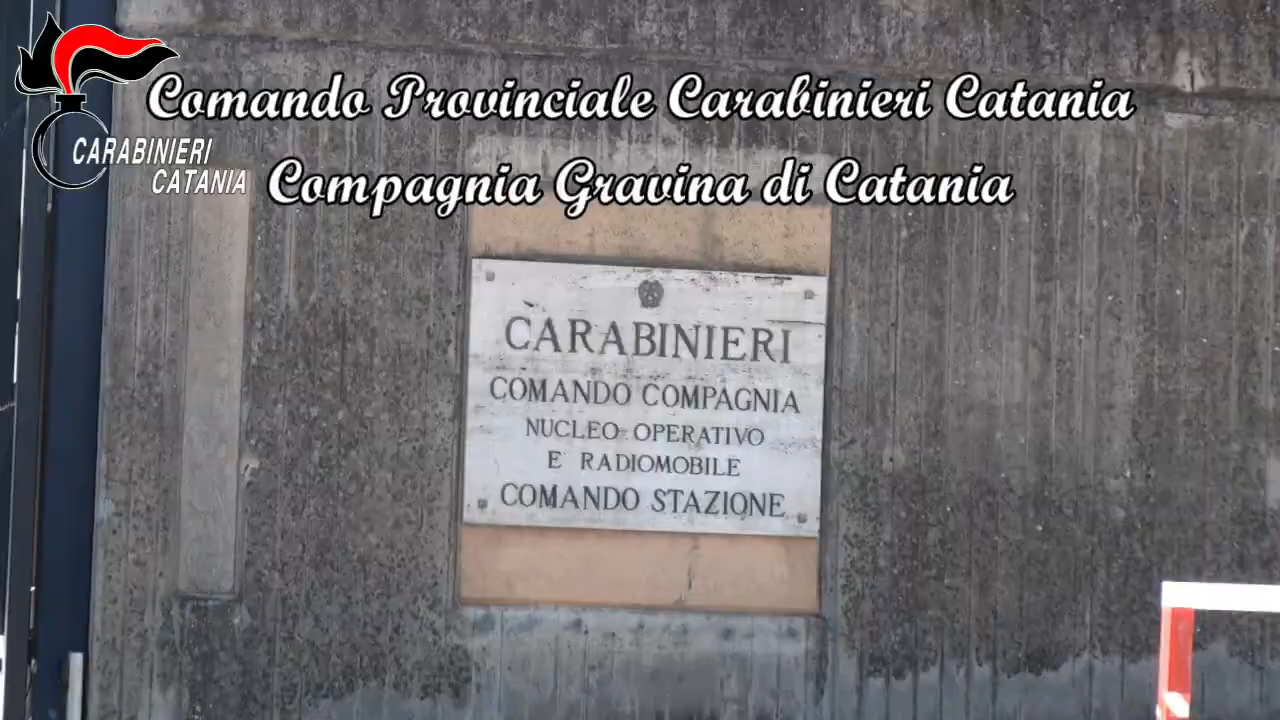 Comando Provinciale Carabinieri Catania
Compagnia Gravina di Catania
CARABINIERI
CATANIA
CARABINIERI
COMANDO COMPAGNIA
NUCLEO OPERATIVO
E RADIOMOBILE
COMANDO STAZIONE